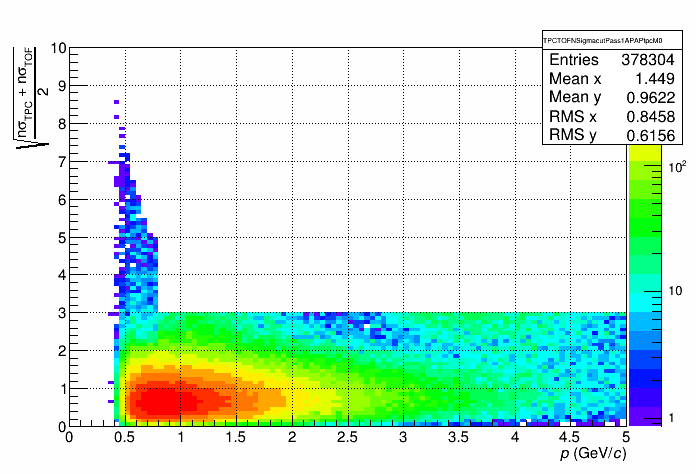 TPCTOFNSigmacutPass1APAPtpcM0
Entries 378304
Mean x 1.449
Mean y 0.9622
RMS x 0.8458
RMS y 0.6156
√ nσTPC + nσTOF
2
10
9
8
7
6
5
4
3
2
1
0
0 0.5 1 1.5 2 2.5 3 3.5 4 4.5 5
p (GeV/c)
10²
10
1